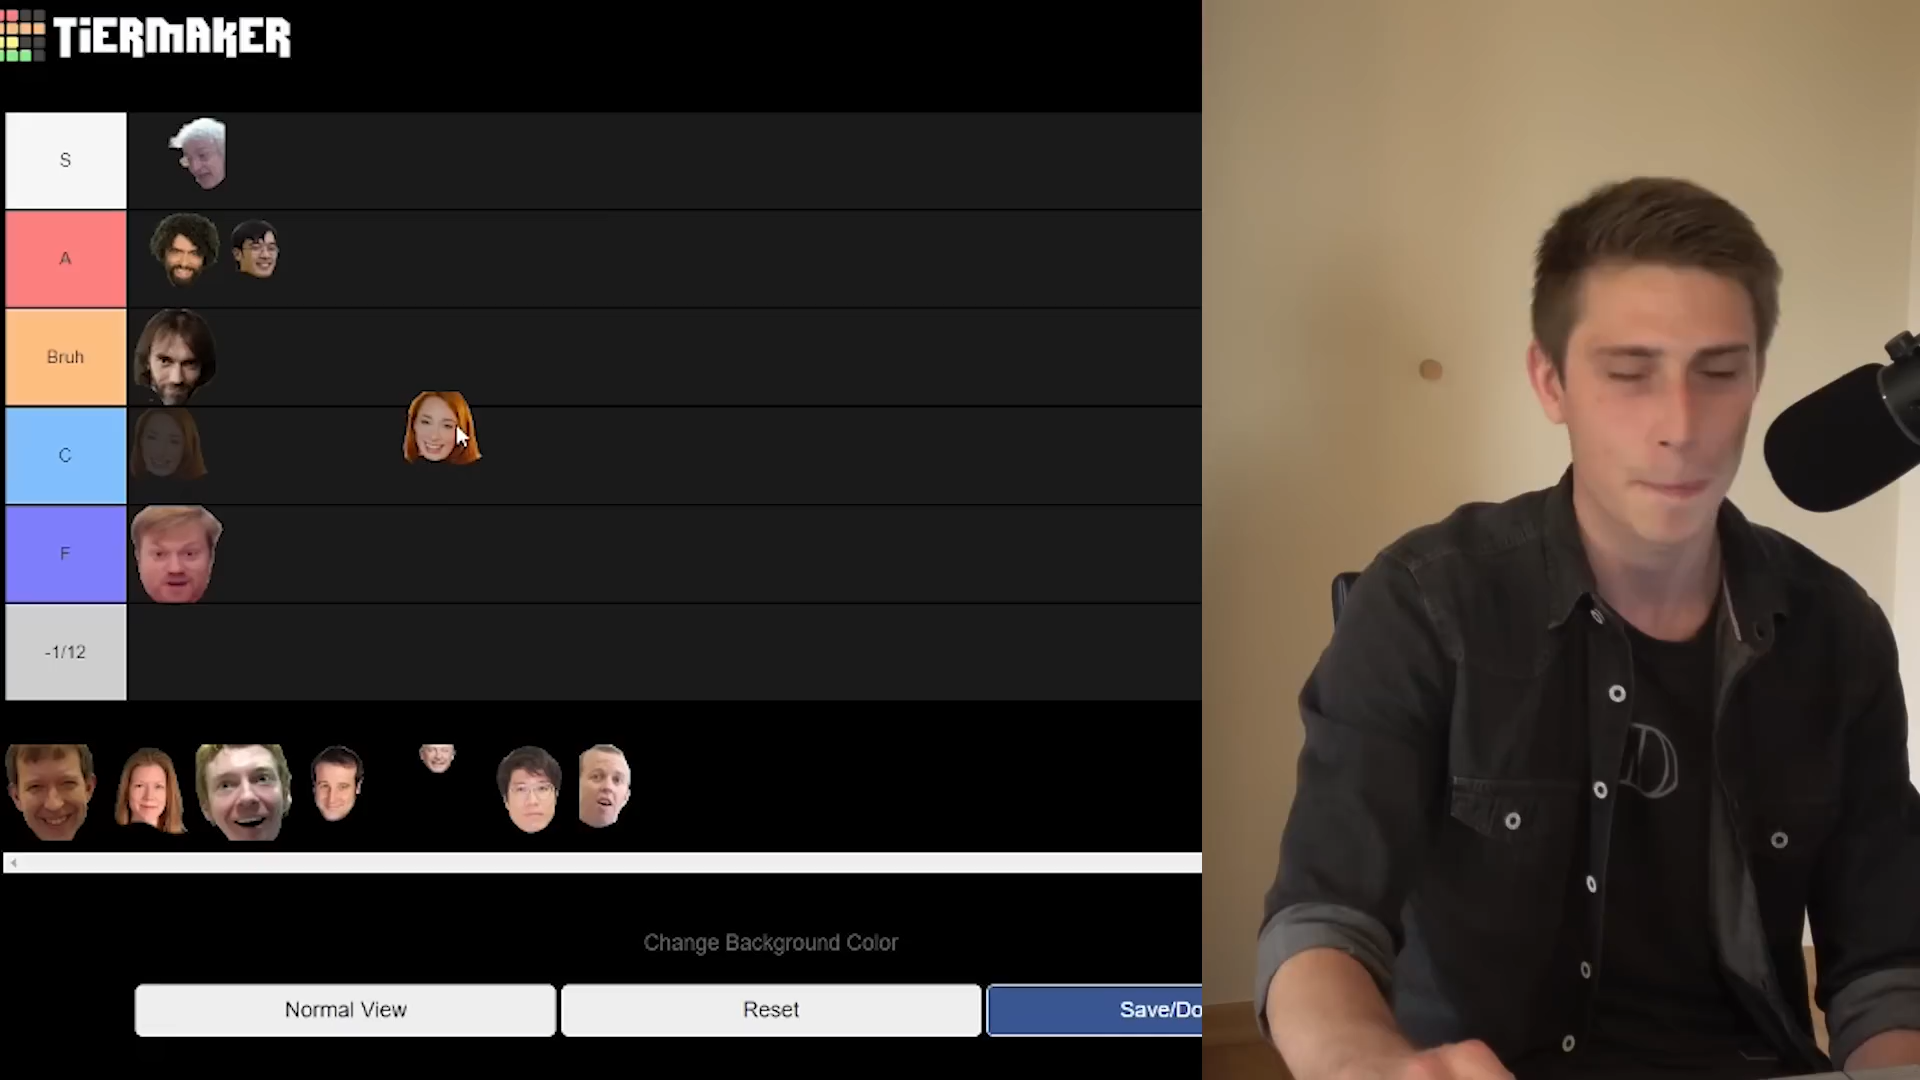 TiERMAKER
S
A
Bruh
C
F
-1/12
Change Background Color
Normal View
Reset
Save/Do
D